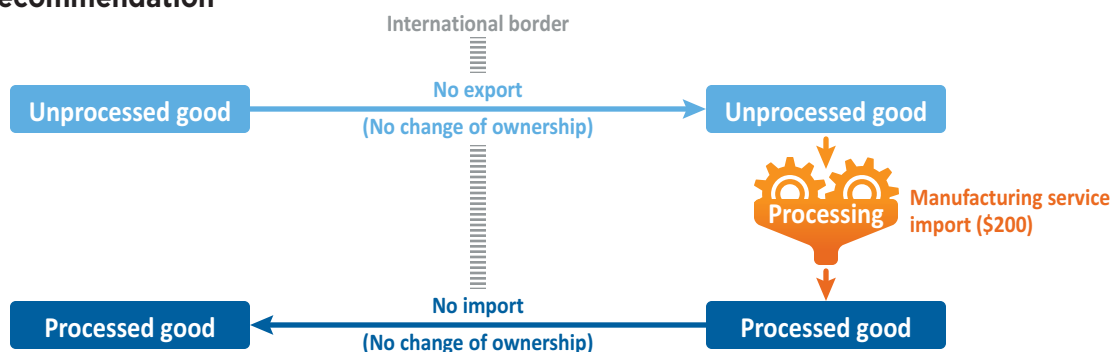 ecommendation
International border
No export
Unprocessed good
Unprocessed good
(No change of ownership)
Processing
Manufacturing service
import ($200)
No import
Processed good
Processed good
(No change of ownership)